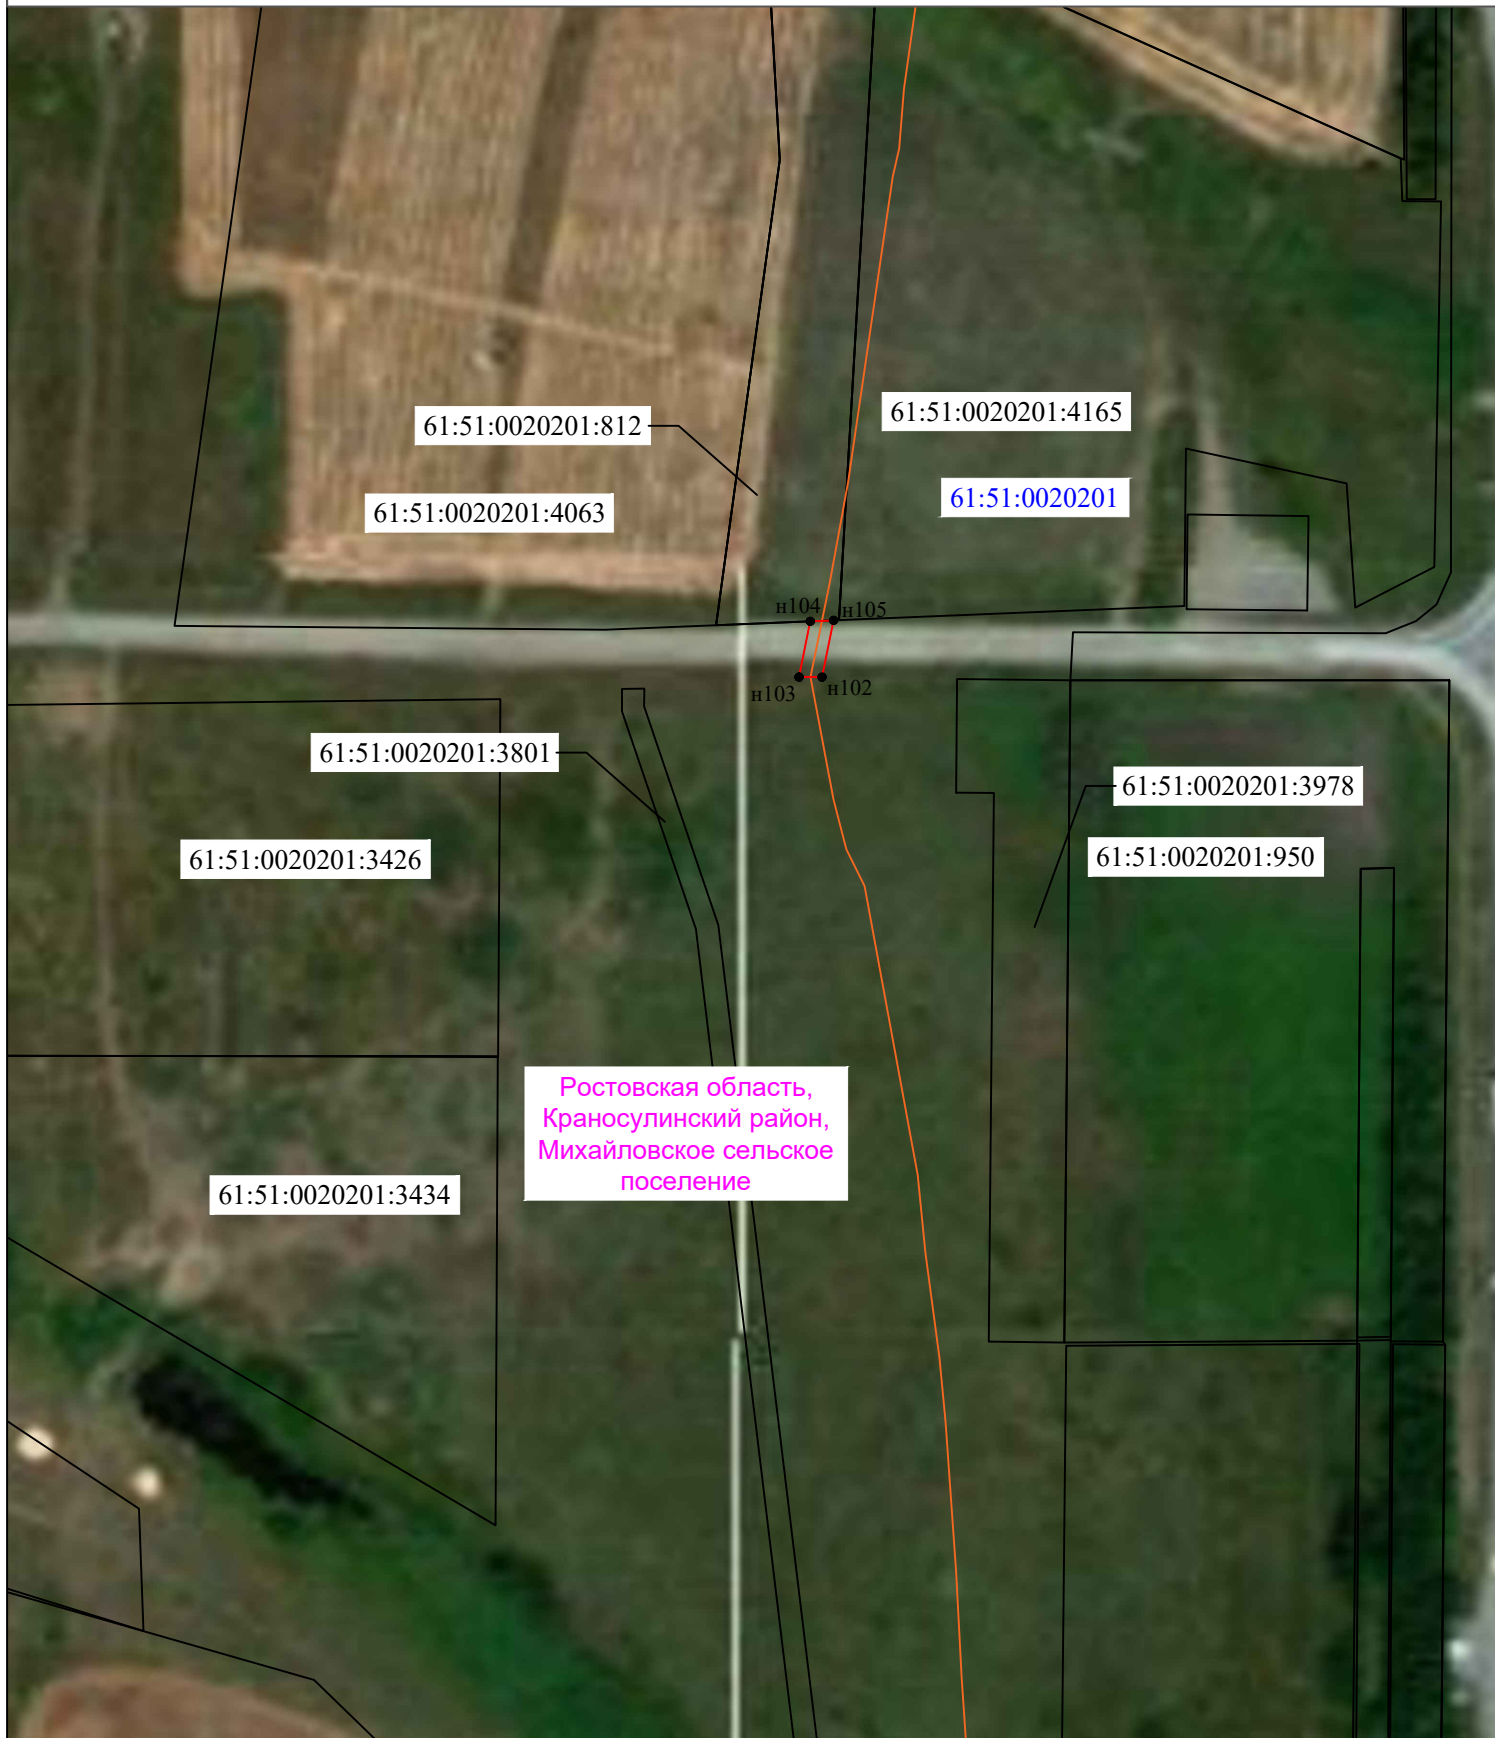 61:51:0020201:4165
61:51:0020201:812
61:51:0020201
61:51:0020201:4063
н104
н105
н103
н102
61:51:0020201:3801
61:51:0020201:3978
61:51:0020201:3426
61:51:0020201:950
Ростовская область,
Краносулинский район,
Михайловское сельское
поселение
61:51:0020201:3434